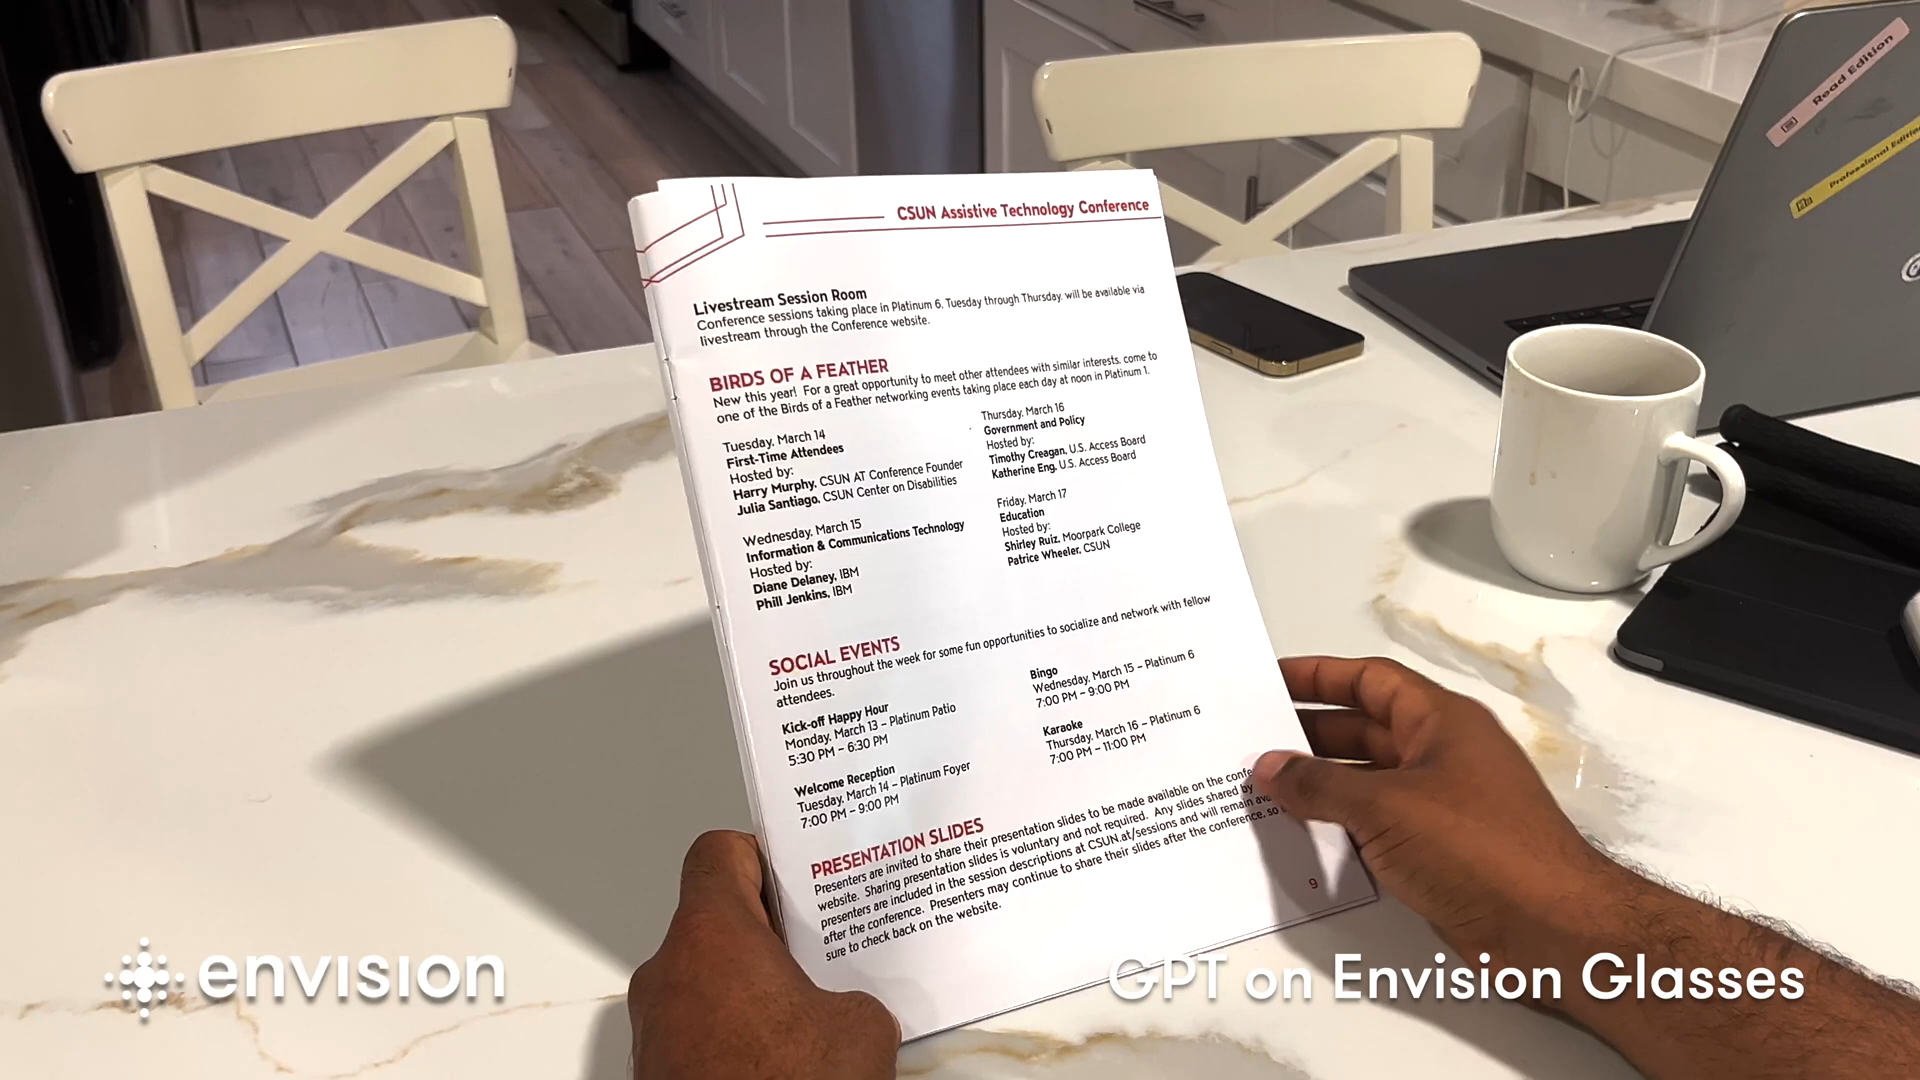 CSUN Assistive Technology Conference
Livestream Session Room
Conference sessions taking place in Platinum 6, Tuesday through Thursday, will be available via
livestream through the Conference website.
BIRDS OF A FEATHER
New this year! For a great opportunity to meet other attendees with similar interests, come to
one of the Birds of a Feather networking events taking place each day at noon in Platinum 1.
Tuesday, March 14
First-Time Attendees
Hosted by:
Harry Murphy, CSUN AT Conference Founder
Julia Santiago, CSUN Center on Disabilities
Wednesday, March 15
Information & Communications Technology
Hosted by:
Diane Delaney, IBM
Phill Jenkins, IBM
Thursday, March 16
Government and Policy
Hosted by:
Timothy Creagan, U.S. Access Board
Katherine Eng, U.S. Access Board
Friday, March 17
Education
Hosted by:
Shirley Ruiz, Moorpark College
Patrice Wheeler, CSUN
SOCIAL EVENTS
Join us throughout the week for some fun opportunities to socialize and network with fellow
attendees.
Kick-off Happy Hour
Monday, March 13 – Platinum Patio
5:30 PM – 6:30 PM
Welcome Reception
Tuesday, March 14 – Platinum Foyer
7:00 PM – 9:00 PM
Bingo
Wednesday, March 15 – Platinum 6
7:00 PM – 9:00 PM
Karaoke
Thursday, March 16 – Platinum 6
7:00 PM – 11:00 PM
PRESENTATION SLIDES
Presenters are invited to share their presentation slides to be made available on the confe
website. Sharing presentation slides is voluntary and not required. Any slides shared by
presenters are included in the session descriptions at CSUN.at/sessions and will remain ava
after the conference. Presenters may continue to share their slides after the conference, so
sure to check back on the website.
9
Read Edition
Professional Edition
envision
GPT on Envision Glasses